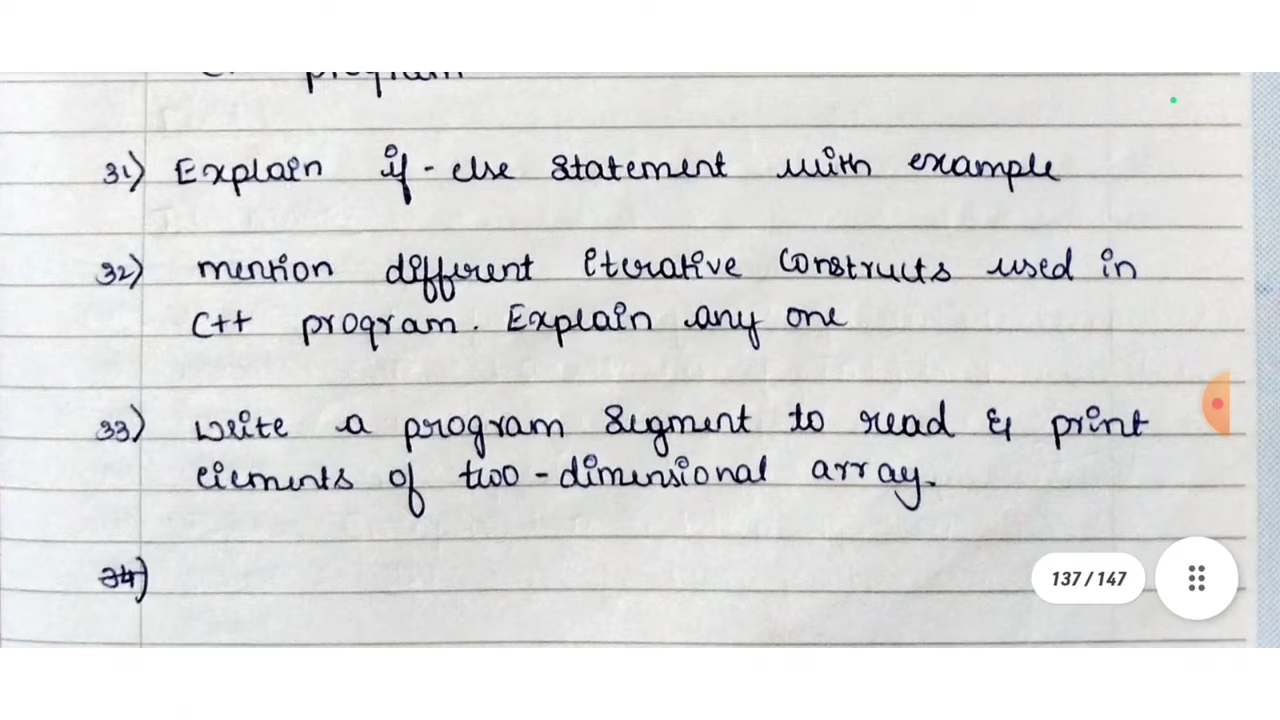 program
31) Explain if - else statement with example
32) mention different iterative constructs used in
C++ program. Explain any one
33) write a program segment to read & print
elements of two - dimensional array.
34)
137 / 147